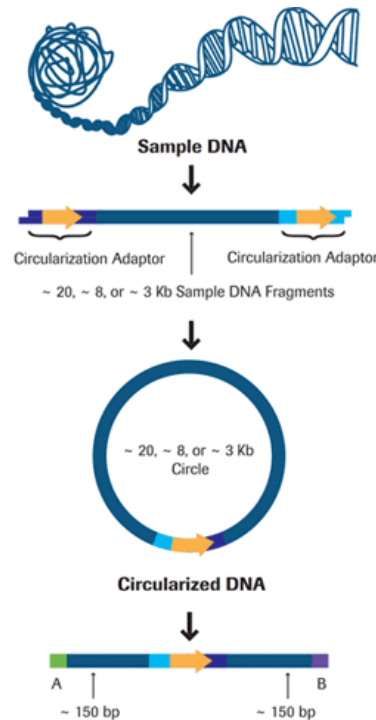 Sample DNA
Circularization Adaptor
Circularization Adaptor
~ 20, ~ 8, or ~ 3 Kb Sample DNA Fragments
~ 20, ~ 8, or ~ 3 Kb
Circle
Circularized DNA
A
B
~ 150 bp
~ 150 bp